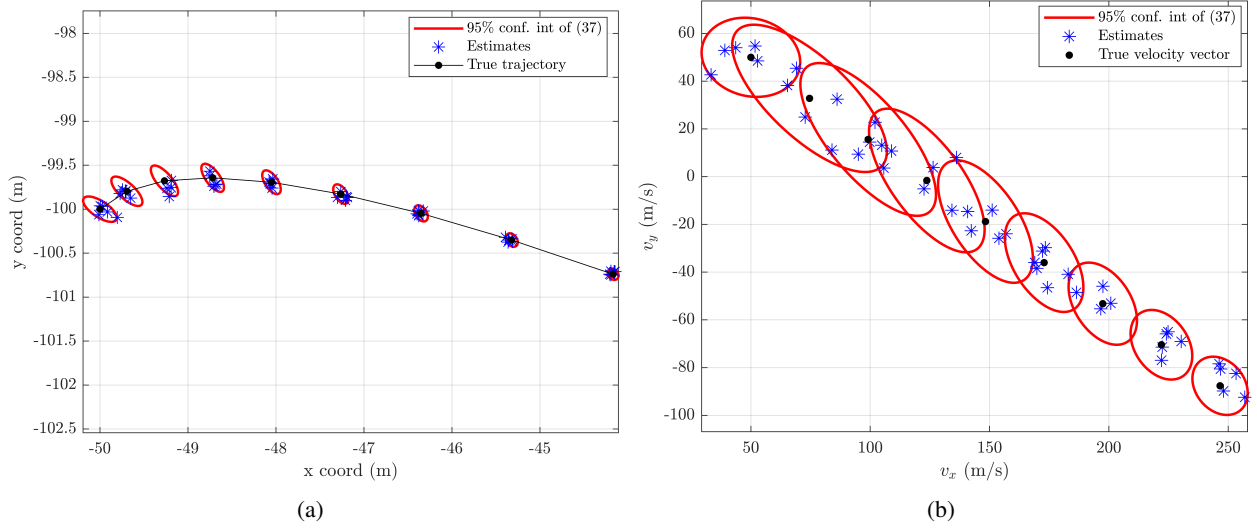 95% conf. int of (37)
Estimates
True trajectory
-98
-98.5
-99
-99.5
-100
-100.5
-101
-101.5
-102
-102.5
y coord (m)
-50
-49
-48
-47
-46
-45
x coord (m)
(a)
95% conf. int of (37)
Estimates
True velocity vector
60
40
20
0
-20
-40
-60
-80
-100
v_y (m/s)
50
100
150
200
250
v_x (m/s)
(b)